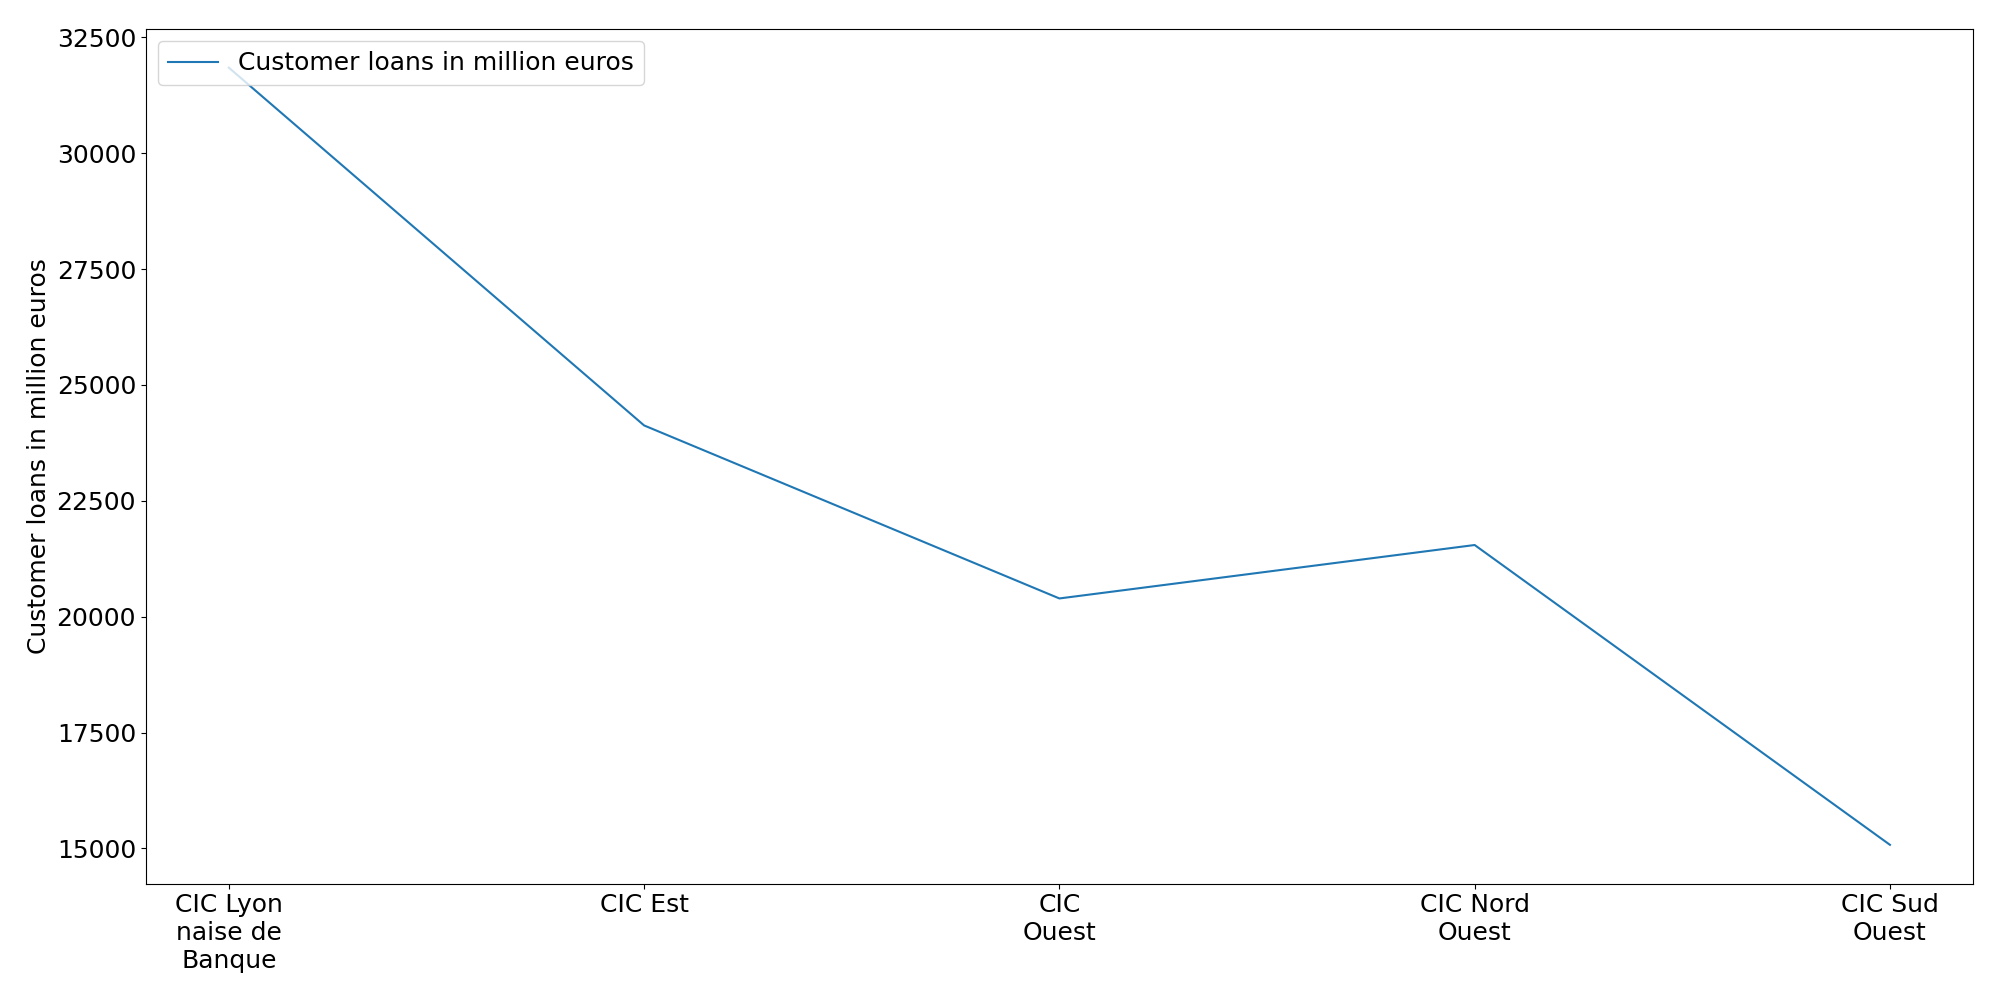 Customer loans in million euros
Customer loans in million euros
32500
30000
27500
25000
22500
20000
17500
15000
CIC Lyon
naise de
Banque
CIC Est
CIC
Ouest
CIC Nord
Ouest
CIC Sud
Ouest